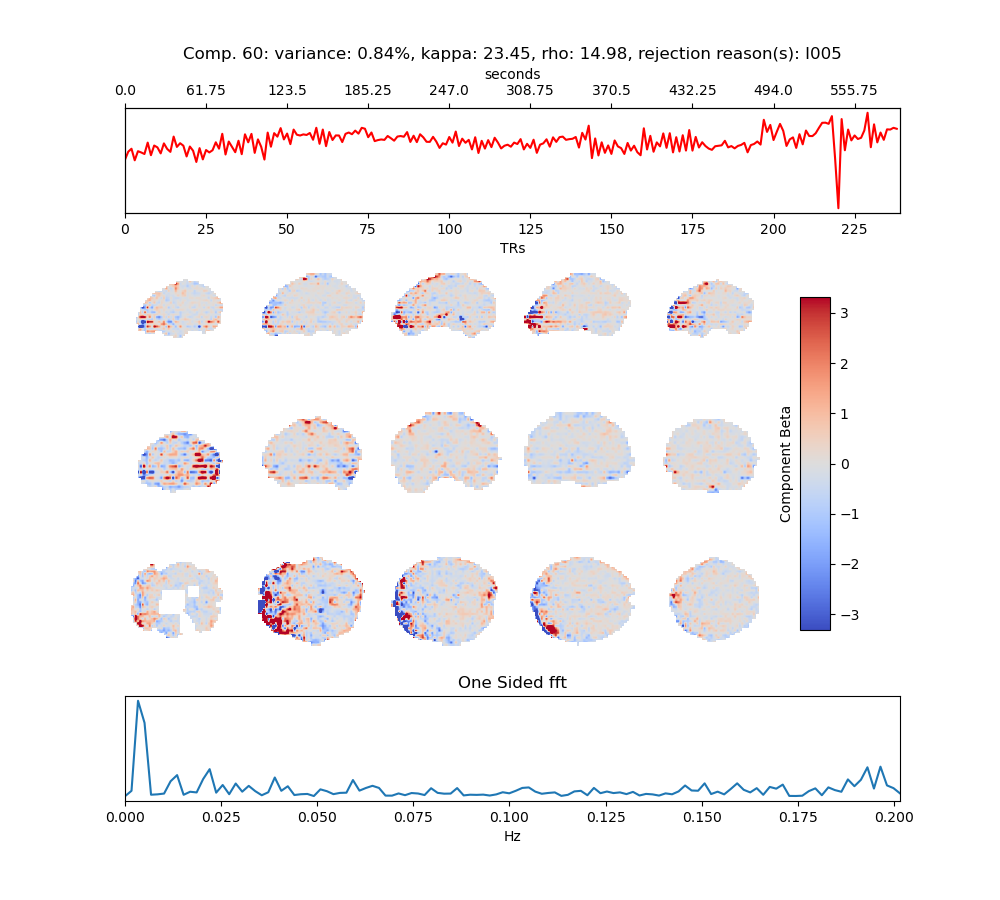 Comp. 60: variance: 0.84%, kappa: 23.45, rho: 14.98, rejection reason(s): I005
seconds
0.0 61.75 123.5 185.25 247.0 308.75 370.5 432.25 494.0 555.75
0 25 50 75 100 125 150 175 200 225
TRs
3
2
1
0
−1
−2
−3
Component Beta
One Sided fft
0.000 0.025 0.050 0.075 0.100 0.125 0.150 0.175 0.200
Hz